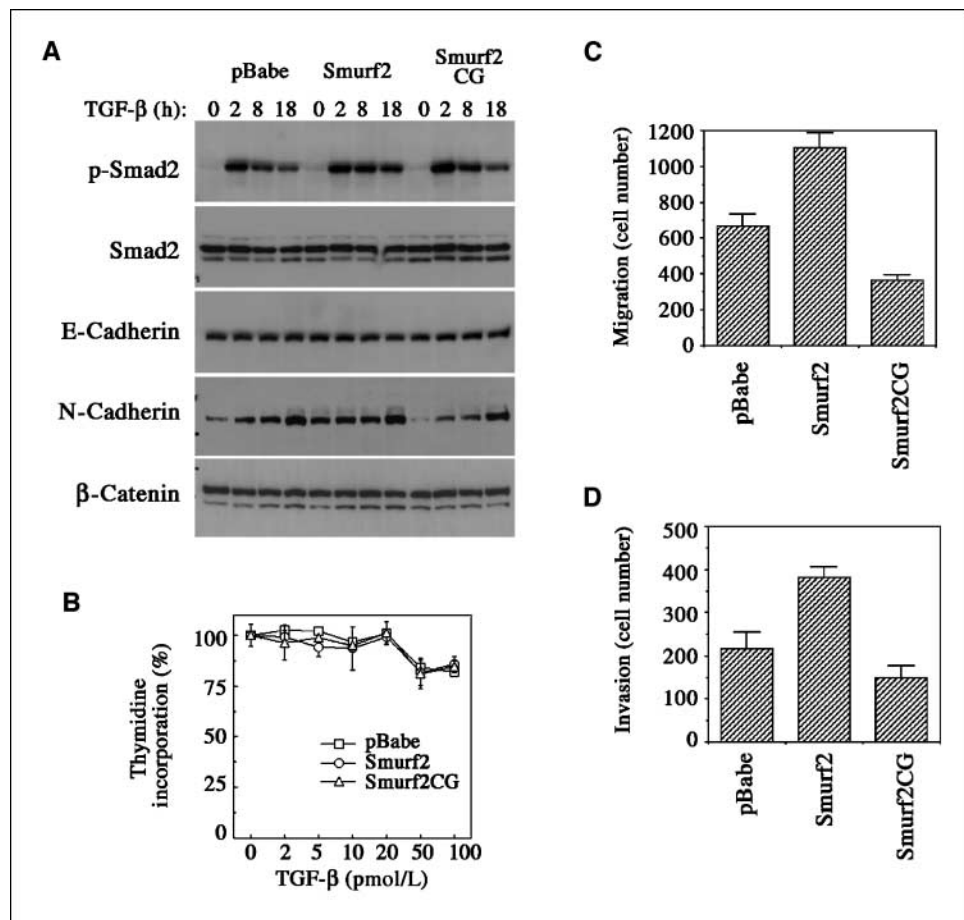 A
pBabe Smurf2 Smurf2 CG
TGF-β (h): 0 2 8 18 0 2 8 18 0 2 8 18
p-Smad2
Smad2
E-Cadherin
N-Cadherin
β-Catenin
B
Thymidine
incorporation (%)
100
75
50
25
0
pBabe
Smurf2
Smurf2CG
0 2 5 10 20 50 100
TGF-β (pmol/L)
C
Migration (cell number)
1200
1000
800
600
400
200
0
pBabe
Smurf2
Smurf2CG
D
Invasion (cell number)
500
400
300
200
100
0
pBabe
Smurf2
Smurf2CG